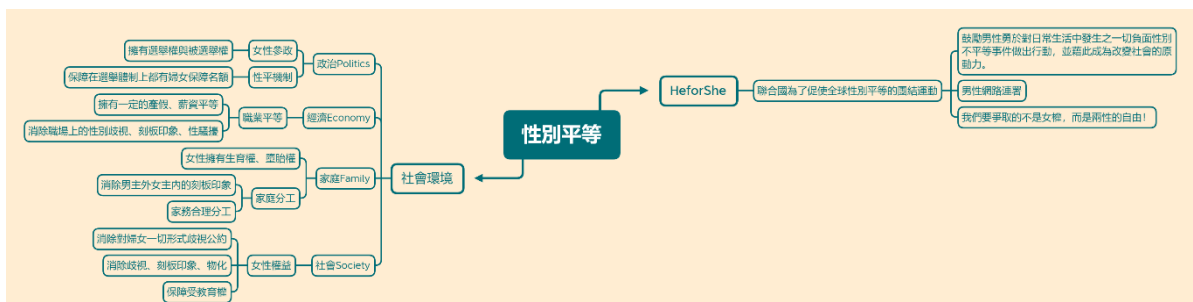 性別平等
HeforShe
聯合國為了促使全球性別平等的團結運動
鼓勵男性勇於對日常生活中發生之一切負面性別
不平等事件做出行動，並藉此成為改變社會的原
動力。
男性網路連署
我們要爭取的不是女權，而是兩性的自由！
社會環境
政治Politics
女性參政
擁有選舉權與被選舉權
性平機制
保障在選舉體制上都有婦女保障名額
經濟Economy
職業平等
擁有一定的產假、薪資平等
消除職場上的性別歧視、刻板印象、性騷擾
家庭Family
女性擁有生育權、墮胎權
家庭分工
消除男主外女主內的刻板印象
家務合理分工
社會Society
女性權益
消除對婦女一切形式歧視公約
消除歧視、刻板印象、物化
保障受教育權